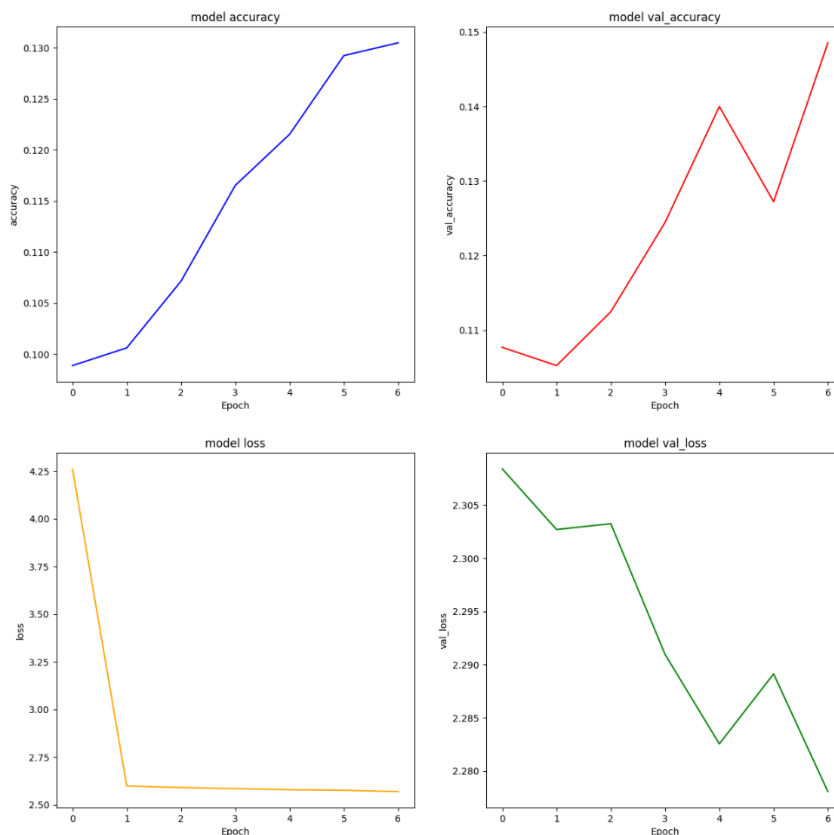 model accuracy
0.130
0.125
0.120
0.115
0.110
0.105
0.100
accuracy
0 1 2 3 4 5 6
Epoch
model val_accuracy
0.15
0.14
0.13
0.12
0.11
val_accuracy
0 1 2 3 4 5 6
Epoch
model loss
4.25
4.00
3.75
3.50
3.25
3.00
2.75
2.50
loss
0 1 2 3 4 5 6
Epoch
model val_loss
2.305
2.300
2.295
2.290
2.285
2.280
val_loss
0 1 2 3 4 5 6
Epoch